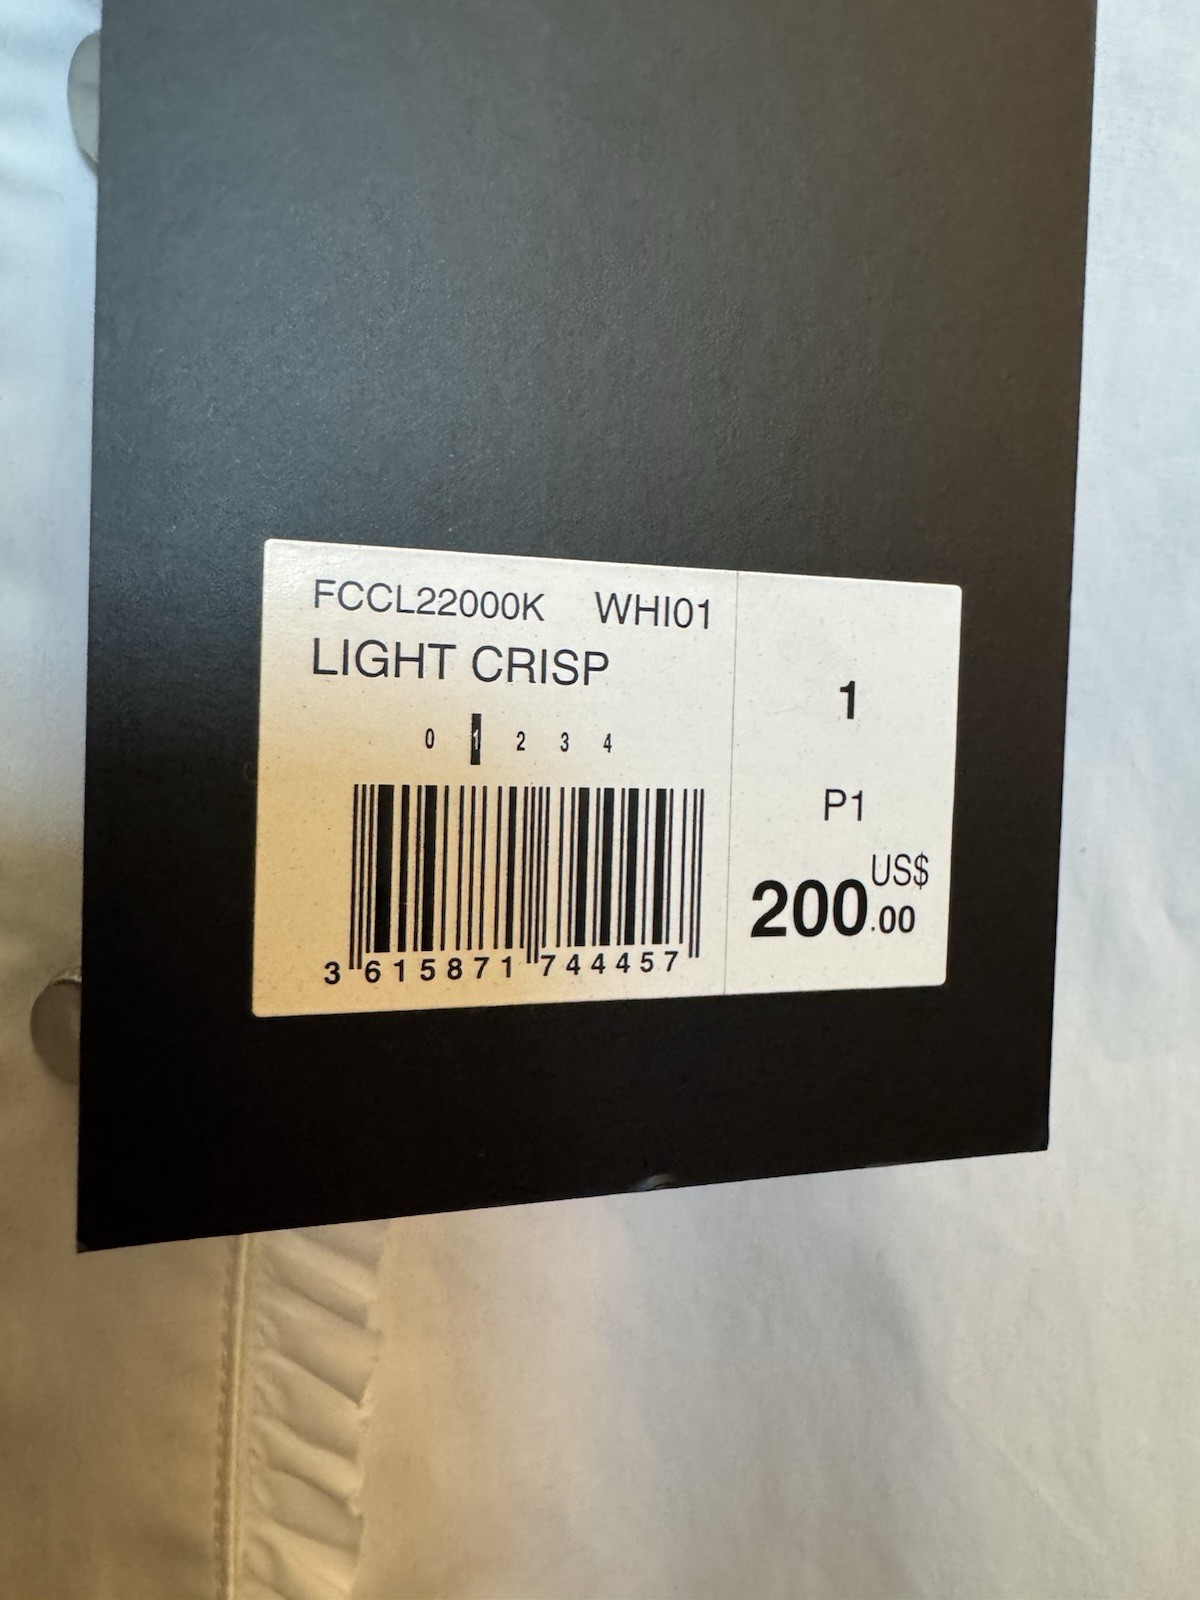 FCCL22000K WHI01
LIGHT CRISP
0 1 2 3 4
3 615871 744457
1
P1
US$
200.00